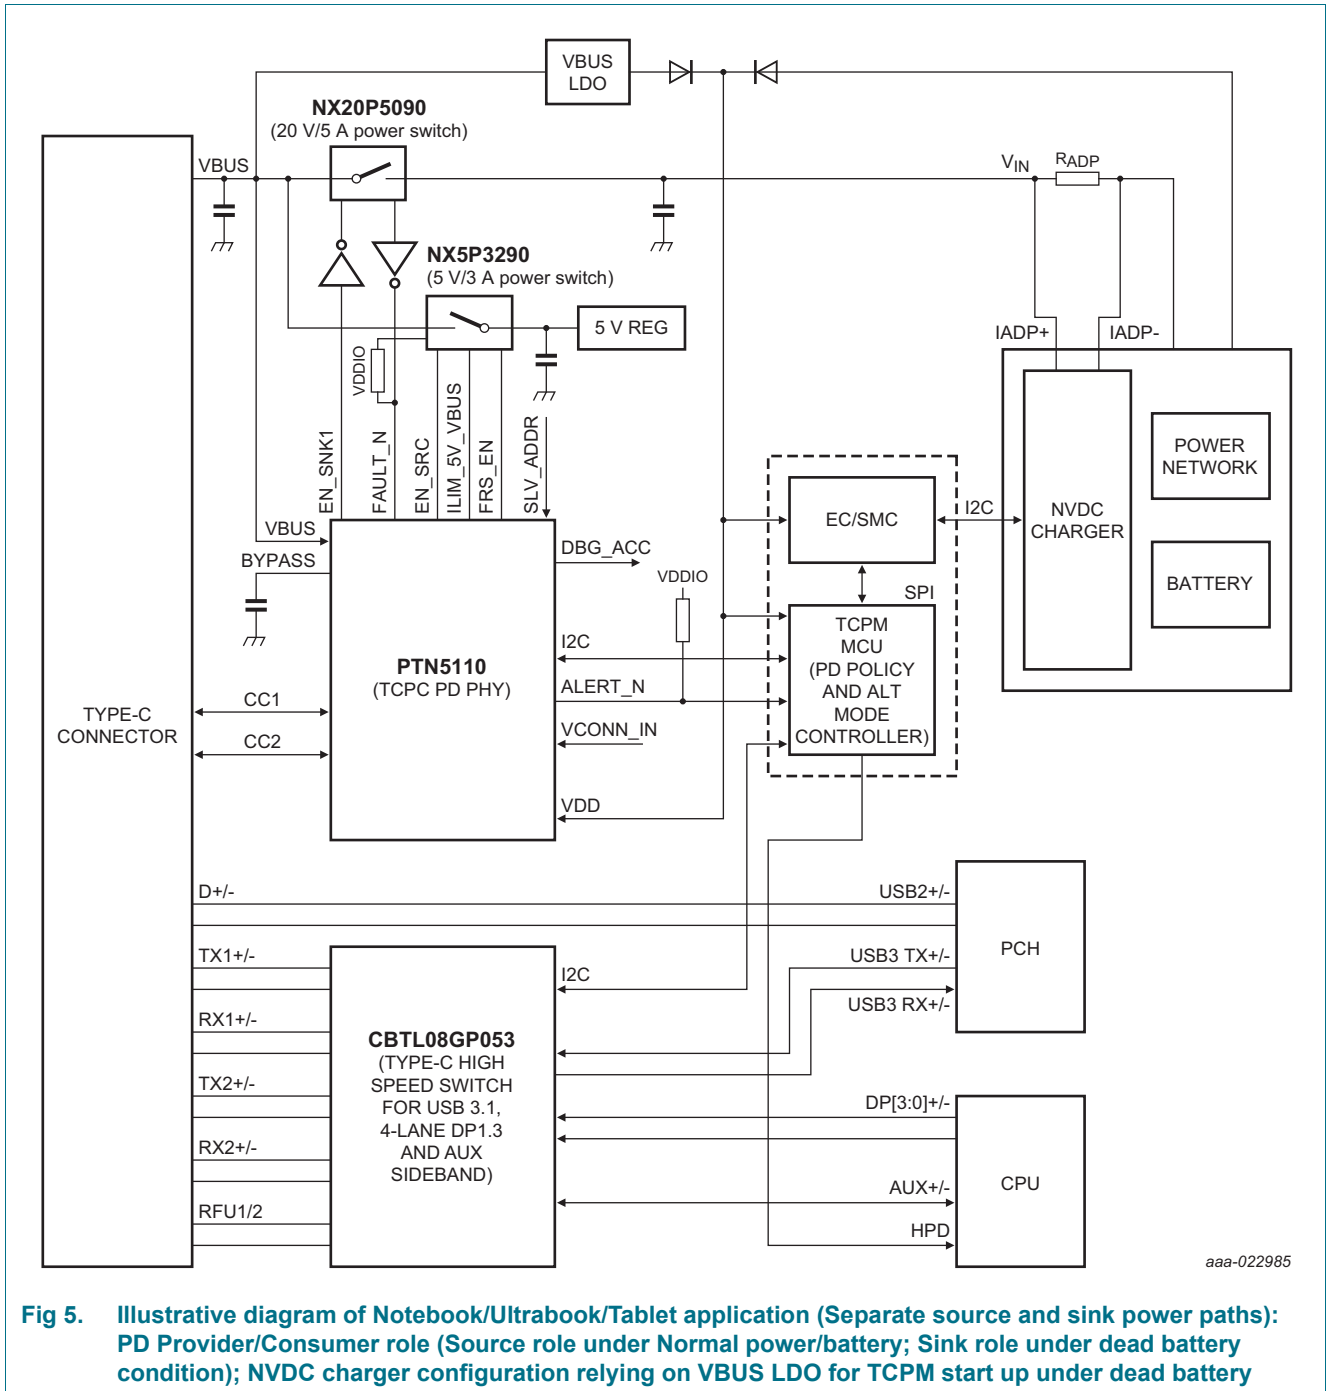 VBUS
LDO
NX20P5090
(20 V/5 A power switch)
VBUS
VIN
RADP
NX5P3290
(5 V/3 A power switch)
5 V REG
IADP+
IADP-
VDDIO
EN_SNK1
FAULT_N
EN_SRC
ILIM_5V_VBUS
FRS_EN
SLV_ADDR
POWER
NETWORK
EC/SMC
I2C
NVDC
CHARGER
VBUS
BYPASS
DBG_ACC
VDDIO
BATTERY
SPI
TCPM
MCU
(PD POLICY
AND ALT
MODE
CONTROLLER)
I2C
PTN5110
(TCPC PD PHY)
ALERT_N
CC1
TYPE-C
CONNECTOR
VCONN_IN
CC2
VDD
D+/-
USB2+/-
PCH
TX1+/-
USB3 TX+/-
I2C
USB3 RX+/-
RX1+/-
CBTL08GP053
(TYPE-C HIGH
SPEED SWITCH
FOR USB 3.1,
4-LANE DP1.3
AND AUX
SIDEBAND)
TX2+/-
DP[3:0]+/-
RX2+/-
CPU
AUX+/-
RFU1/2
HPD
aaa-022985
Fig 5. Illustrative diagram of Notebook/Ultrabook/Tablet application (Separate source and sink power paths):
PD Provider/Consumer role (Source role under Normal power/battery; Sink role under dead battery
condition); NVDC charger configuration relying on VBUS LDO for TCPM start up under dead battery